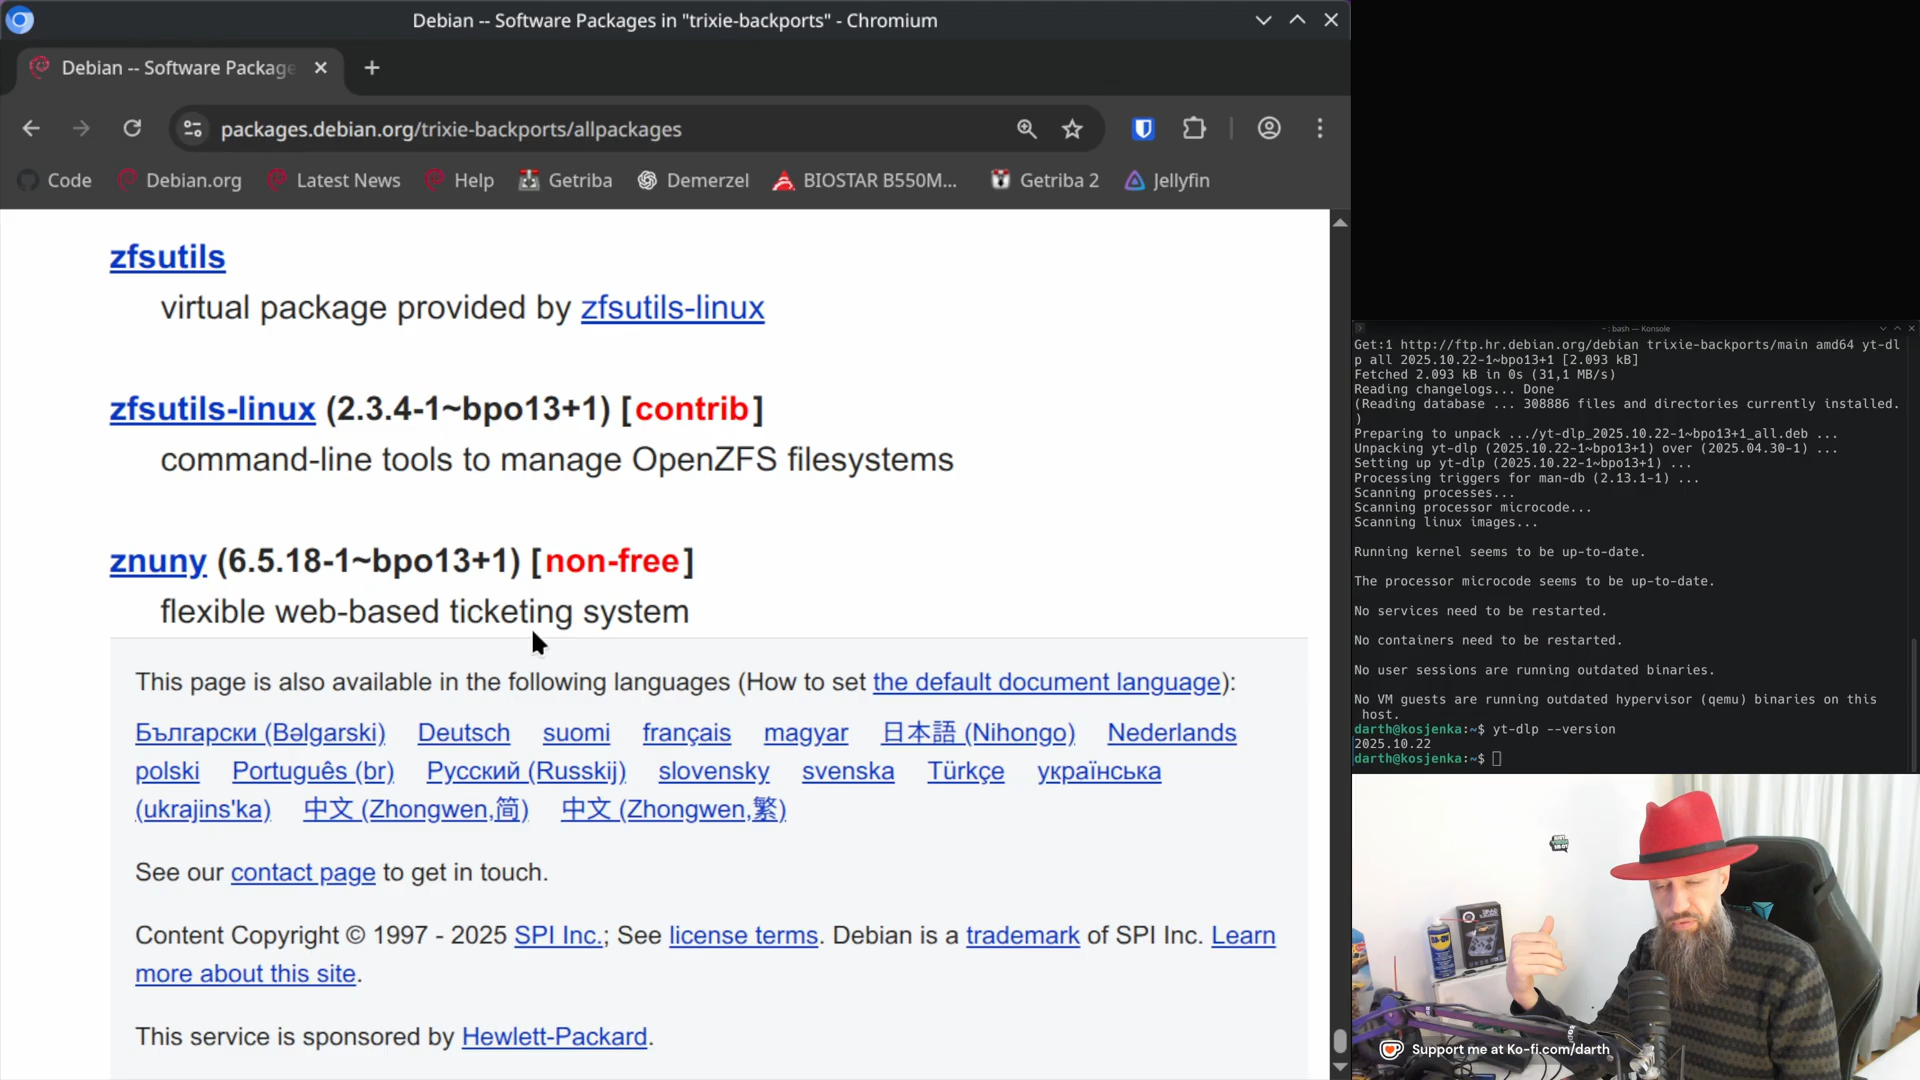 Debian -- Software Packages in "trixie-backports" - Chromium
Debian -- Software Package
packages.debian.org/trixie-backports/allpackages
Code Debian.org Latest News Help Getriba Demerzel BIOSTAR B550M... Getriba 2 Jellyfin
zfsutils
virtual package provided by zfsutils-linux
zfsutils-linux (2.3.4-1~bpo13+1) [contrib]
command-line tools to manage OpenZFS filesystems
znuny (6.5.18-1~bpo13+1) [non-free]
flexible web-based ticketing system
This page is also available in the following languages (How to set the default document language):
Български (Bəlgarski) Deutsch suomi français magyar 日本語 (Nihongo) Nederlands
polski Português (br) Русский (Russkij) slovensky svenska Türkçe українська
(ukrajins'ka) 中文 (Zhongwen,简) 中文 (Zhongwen,繁)
See our contact page to get in touch.
Content Copyright © 1997 - 2025 SPI Inc.; See license terms. Debian is a trademark of SPI Inc. Learn
more about this site.
This service is sponsored by Hewlett-Packard.
~ : bash — Konsole
Get:1 http://ftp.hr.debian.org/debian trixie-backports/main amd64 yt-dl
p all 2025.10.22-1~bpo13+1 [2.093 kB]
Fetched 2.093 kB in 0s (31,1 MB/s)
Reading changelogs... Done
(Reading database ... 308886 files and directories currently installed.
)
Preparing to unpack .../yt-dlp_2025.10.22-1~bpo13+1_all.deb ...
Unpacking yt-dlp (2025.10.22-1~bpo13+1) over (2025.04.30-1) ...
Setting up yt-dlp (2025.10.22-1~bpo13+1) ...
Processing triggers for man-db (2.13.1-1) ...
Scanning processes...
Scanning processor microcode...
Scanning linux images...
Running kernel seems to be up-to-date.
The processor microcode seems to be up-to-date.
No services need to be restarted.
No containers need to be restarted.
No user sessions are running outdated binaries.
No VM guests are running outdated hypervisor (qemu) binaries on this
host.
darth@kosjenka:~$ yt-dlp --version
2025.10.22
darth@kosjenka:~$
Support me at Ko-fi.com/darth